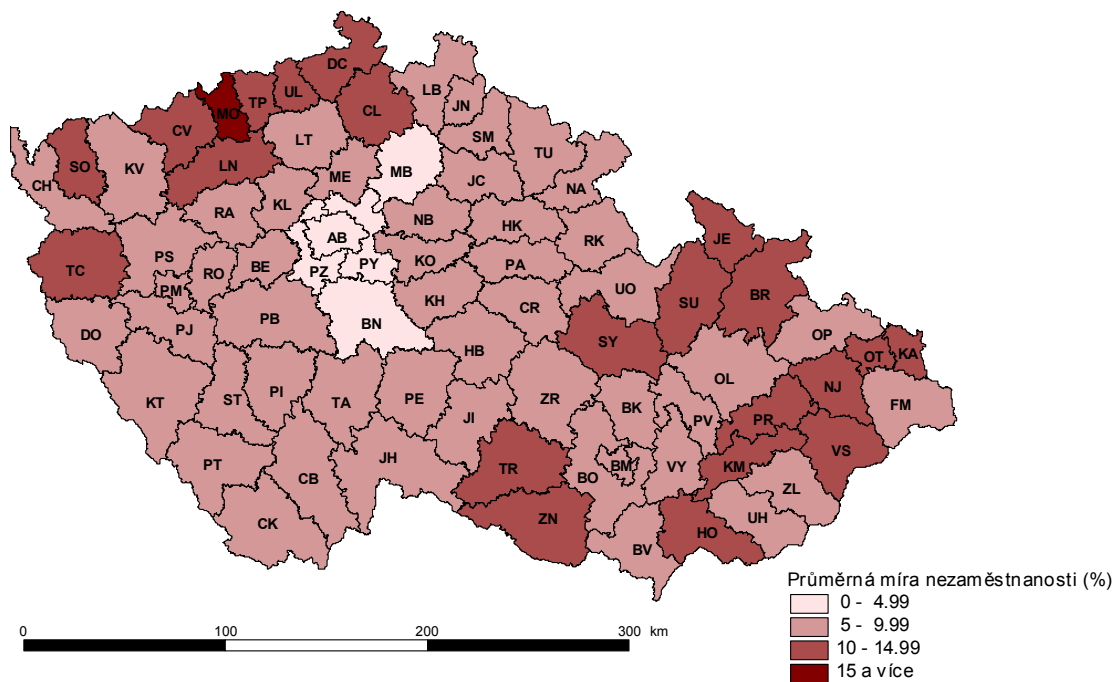 DC
LB
JN
UL
TP
MO
CL
CV
LT
SM
TU
LN
SO
KV
CH
ME
MB
JC
NA
RA
KL
NB
HK
RK
AB
JE
PS
RO
BE
PZ
PY
KO
PA
TC
PM
KH
CR
UO
SU
BR
DO
PJ
PB
BN
HB
SY
OP
OT
KA
OL
NJ
FM
KT
ST
PI
TA
PE
JI
ZR
BK
PV
PR
VS
PT
CB
JH
TR
BO
BM
VY
KM
ZL
CK
ZN
BV
HO
UH
Průměrná míra nezaměstnanosti (%)
0 - 4.99
5 - 9.99
10 - 14.99
15 a více
0 100 200 300 km